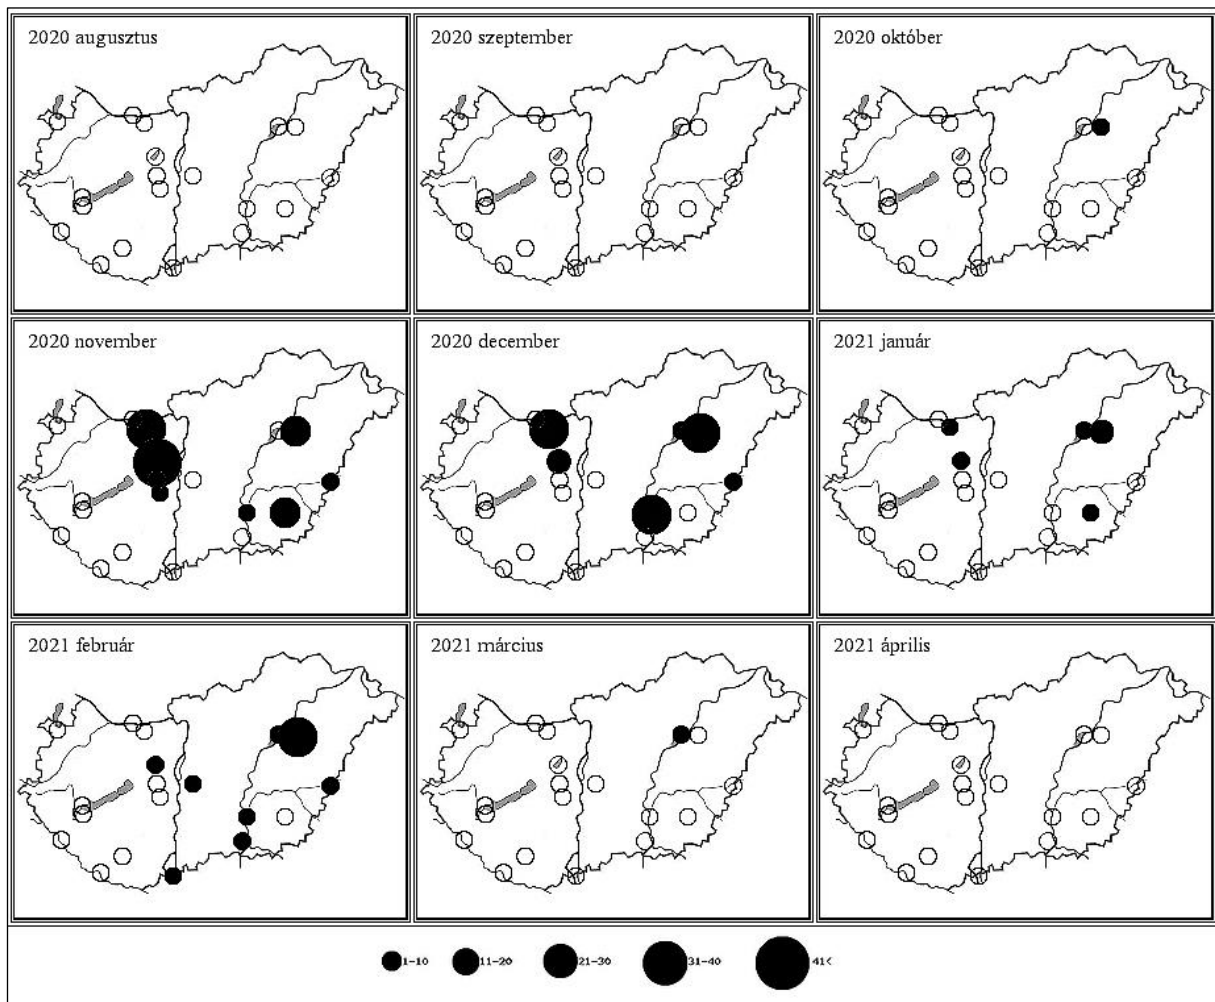 2020 augusztus
2020 szeptember
2020 október
2020 november
2020 december
2021 január
2021 február
2021 március
2021 április
1-10
11-20
21-30
31-40
41<